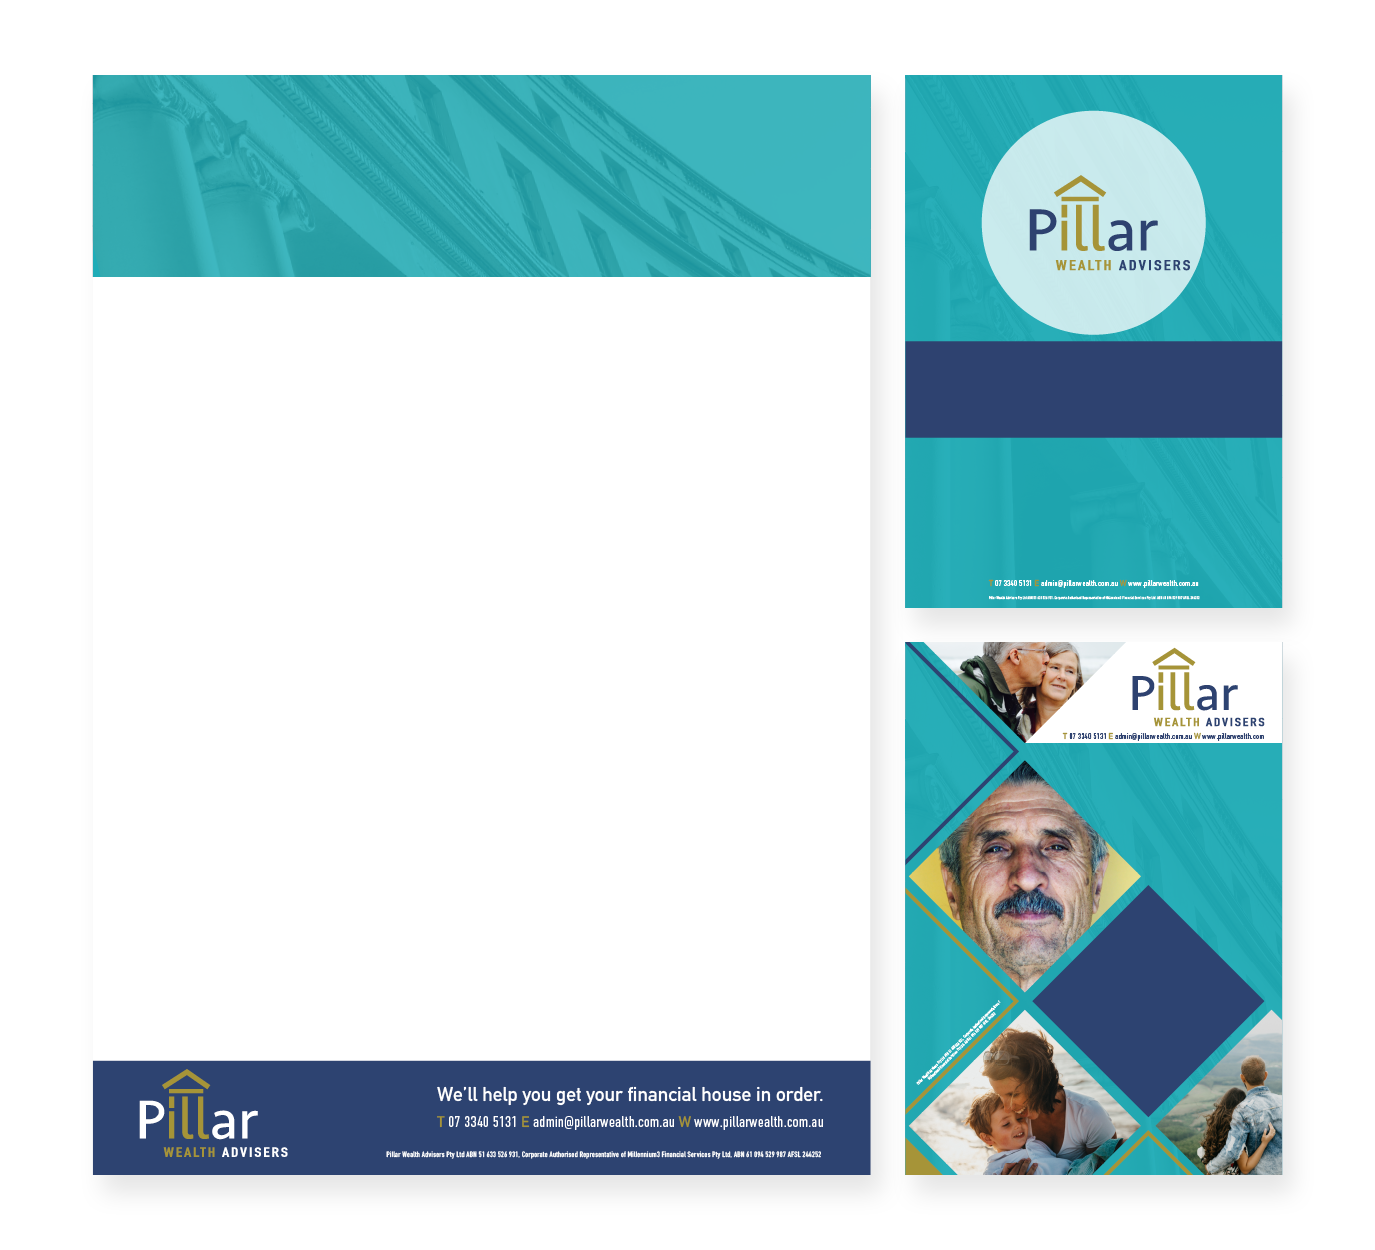 Pillar
WEALTH ADVISERS
We'll help you get your financial house in order.
T 07 3340 5131 E admin@pillarwealth.com.au W www.pillarwealth.com.au
Pillar Wealth Advisers Pty Ltd ABN 51 633 526 931, Corporate Authorised Representative of Millennium3 Financial Services Pty Ltd, ABN 61 094 529 987 AFSL 244252
Pillar
WEALTH ADVISERS
07 3340 5131 admin@pillarwealth.com.au www.pillarwealth.com.au
Pillar
WEALTH ADVISERS
T 07 3340 5131 E admin@pillarwealth.com.au W www.pillarwealth.com